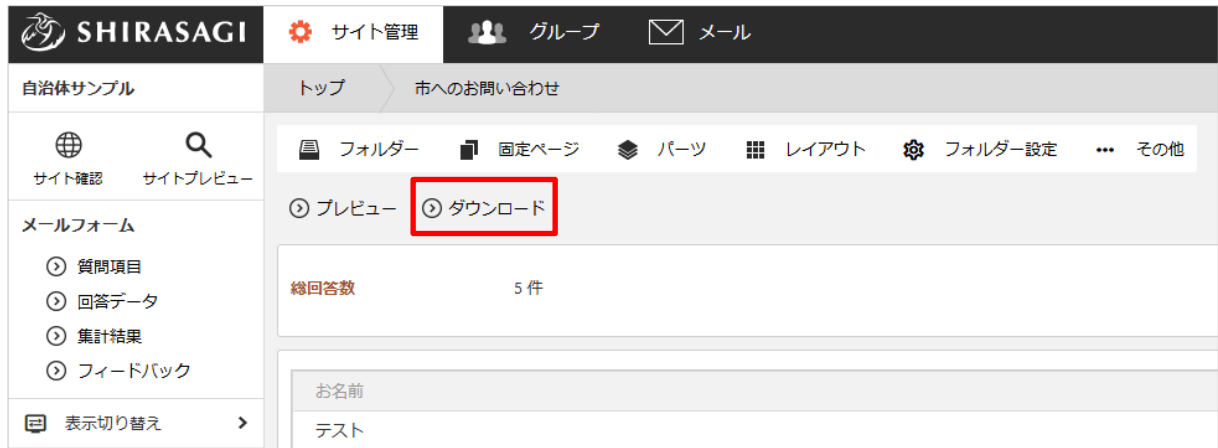 SHIRASAGI
サイト管理 グループ メール
自治体サンプル
トップ 市へのお問い合わせ
サイト確認 サイトプレビュー
フォルダー 固定ページ パーツ レイアウト フォルダー設定 ••• その他
プレビュー ダウンロード
メールフォーム
質問項目
回答データ
集計結果
フィードバック
表示切り替え
総回答数 5 件
お名前
テスト